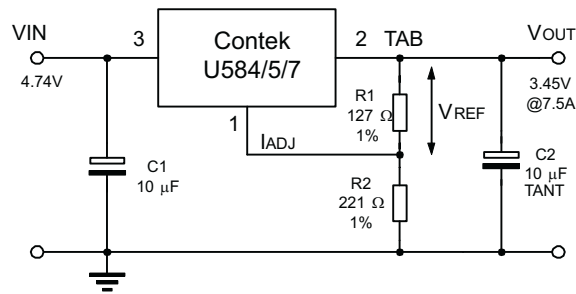 VIN
3
Contek
U584/5/7
2
TAB
VOUT
4.74V
3.45V
@7.5A
R1
127 Ω
1%
VREF
1
IADJ
C1
10 µF
C2
10 µF
TANT
R2
221 Ω
1%